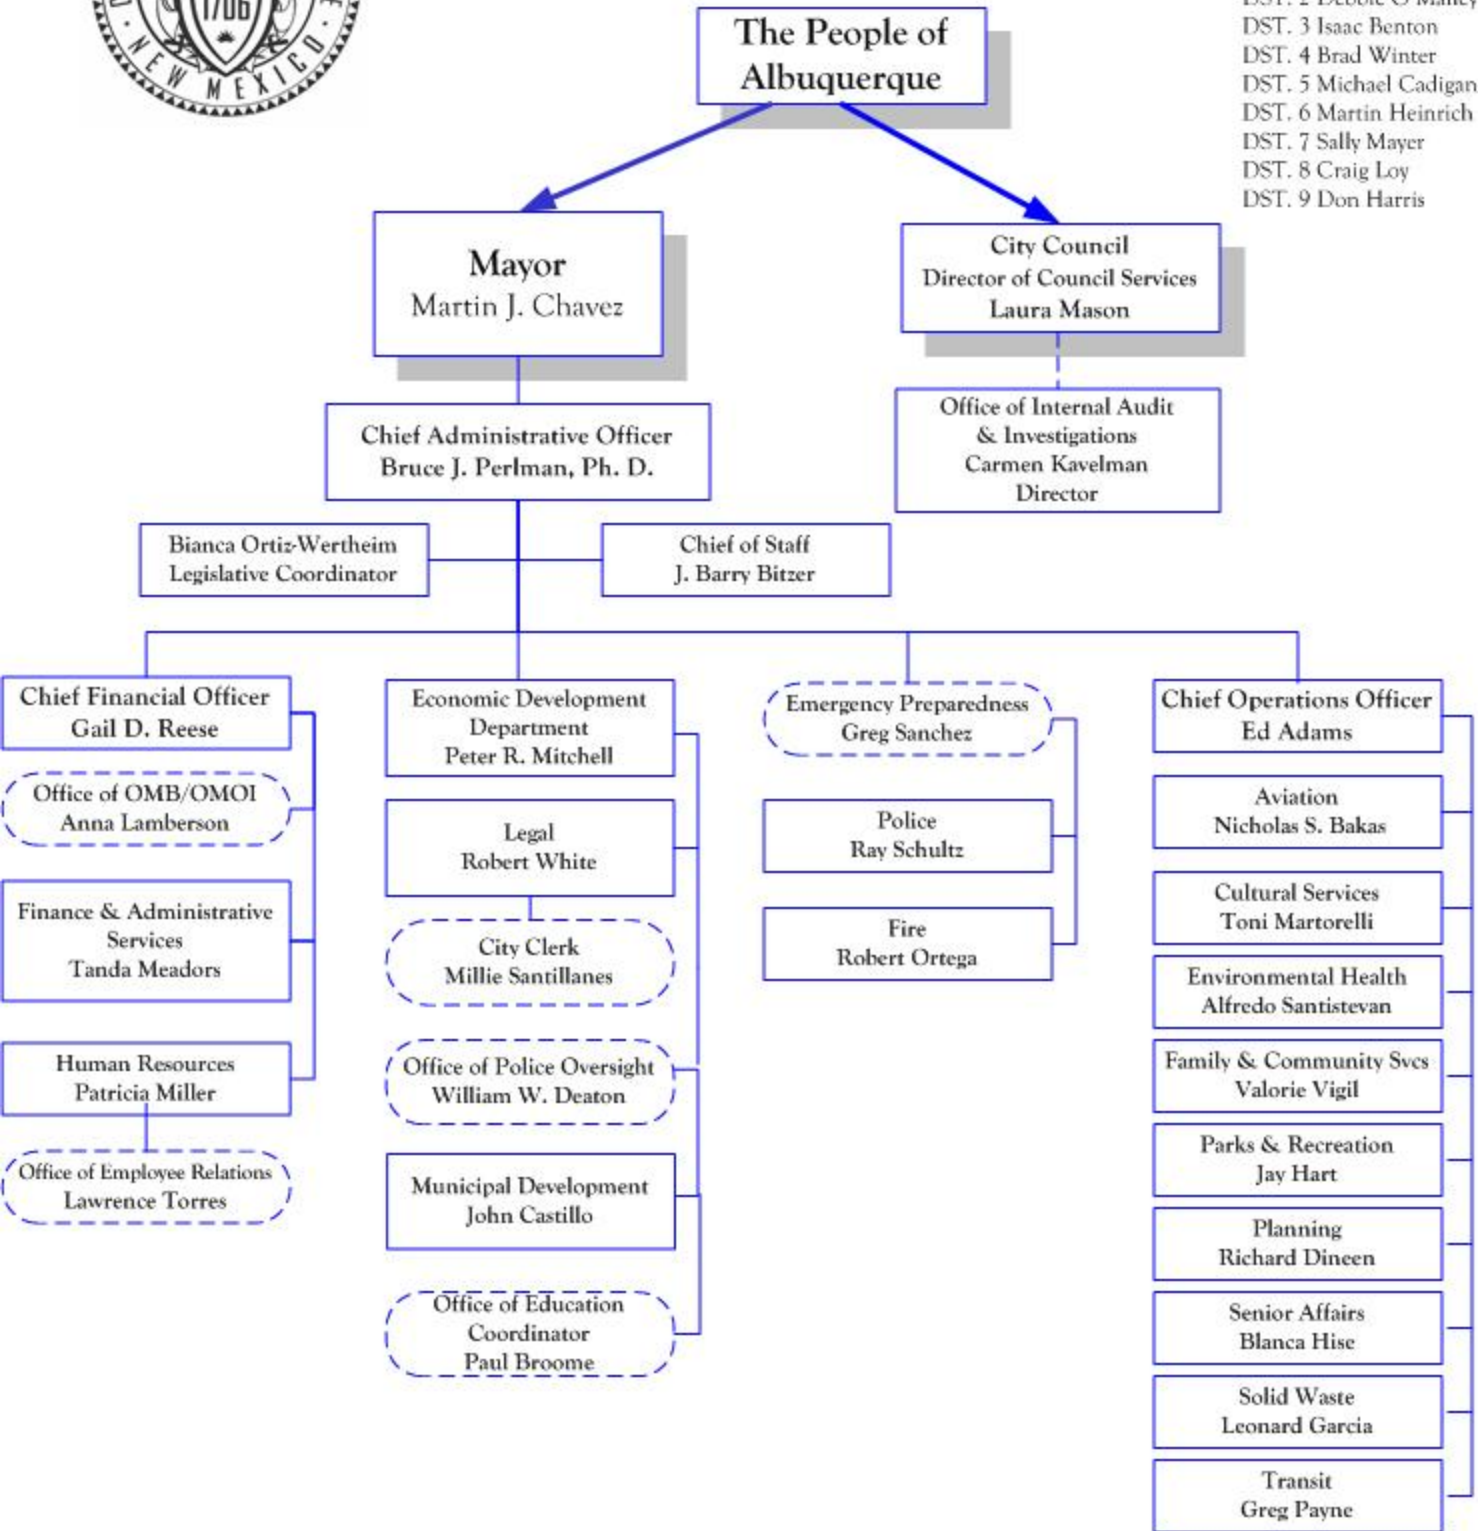 1706
NEW MEXICO
DST. 3 Isaac Benton
DST. 4 Brad Winter
DST. 5 Michael Cadigan
DST. 6 Martin Heinrich
DST. 7 Sally Mayer
DST. 8 Craig Loy
DST. 9 Don Harris
The People of
Albuquerque
Mayor
Martin J. Chavez
City Council
Director of Council Services
Laura Mason
Chief Administrative Officer
Bruce J. Perlman, Ph. D.
Office of Internal Audit
& Investigations
Carmen Kavelman
Director
Bianca Ortiz-Wertheim
Legislative Coordinator
Chief of Staff
J. Barry Bitzer
Chief Financial Officer
Gail D. Reese
Office of OMB/OMOI
Anna Lamberson
Finance & Administrative
Services
Tanda Meadors
Human Resources
Patricia Miller
Office of Employee Relations
Lawrence Torres
Economic Development
Department
Peter R. Mitchell
Legal
Robert White
City Clerk
Millie Santillanes
Office of Police Oversight
William W. Deaton
Municipal Development
John Castillo
Office of Education
Coordinator
Paul Broome
Emergency Preparedness
Greg Sanchez
Police
Ray Schultz
Fire
Robert Ortega
Chief Operations Officer
Ed Adams
Aviation
Nicholas S. Bakas
Cultural Services
Toni Martorelli
Environmental Health
Alfredo Santistevan
Family & Community Svcs
Valorie Vigil
Parks & Recreation
Jay Hart
Planning
Richard Dineen
Senior Affairs
Blanca Hise
Solid Waste
Leonard Garcia
Transit
Greg Payne